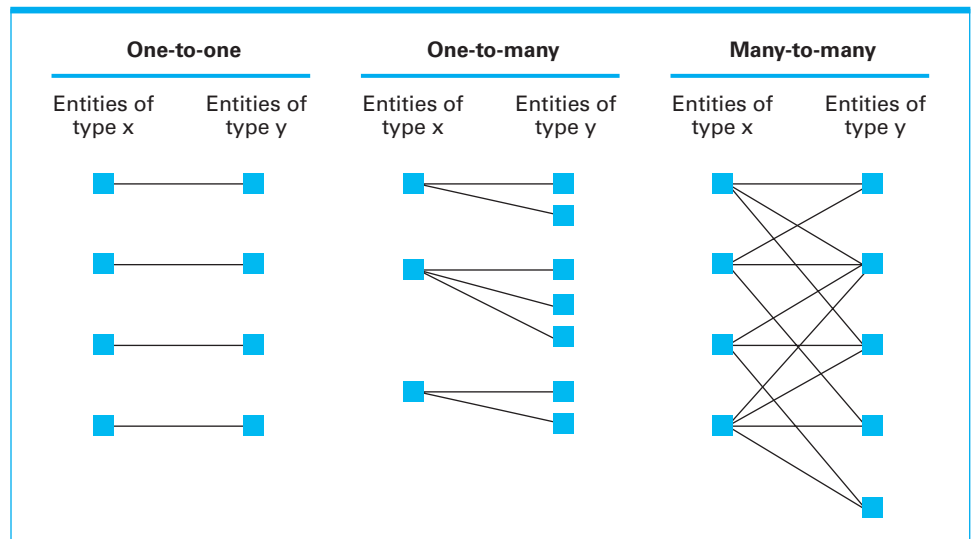 One-to-one
Entities of
type x
Entities of
type y
One-to-many
Entities of
type x
Entities of
type y
Many-to-many
Entities of
type x
Entities of
type y